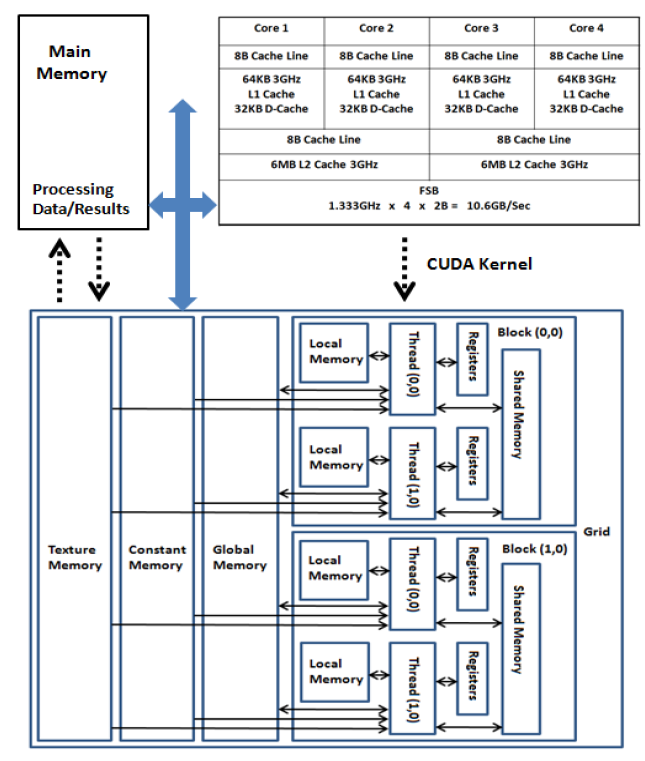 Main
Memory
Processing
Data/Results
Core 1
Core 2
Core 3
Core 4
8B Cache Line
8B Cache Line
8B Cache Line
8B Cache Line
64KB 3GHz
L1 Cache
32KB D-Cache
64KB 3GHz
L1 Cache
32KB D-Cache
64KB 3GHz
L1 Cache
32KB D-Cache
64KB 3GHz
L1 Cache
32KB D-Cache
8B Cache Line
8B Cache Line
6MB L2 Cache 3GHz
6MB L2 Cache 3GHz
FSB
1.333GHz x 4 x 2B = 10.6GB/Sec
CUDA Kernel
Texture
Memory
Constant
Memory
Global
Memory
Block (0,0)
Local
Memory
Thread (0,0)
Registers
Shared Memory
Local
Memory
Thread (1,0)
Registers
Grid
Block (1,0)
Local
Memory
Thread (0,0)
Registers
Shared Memory
Local
Memory
Thread (1,0)
Registers